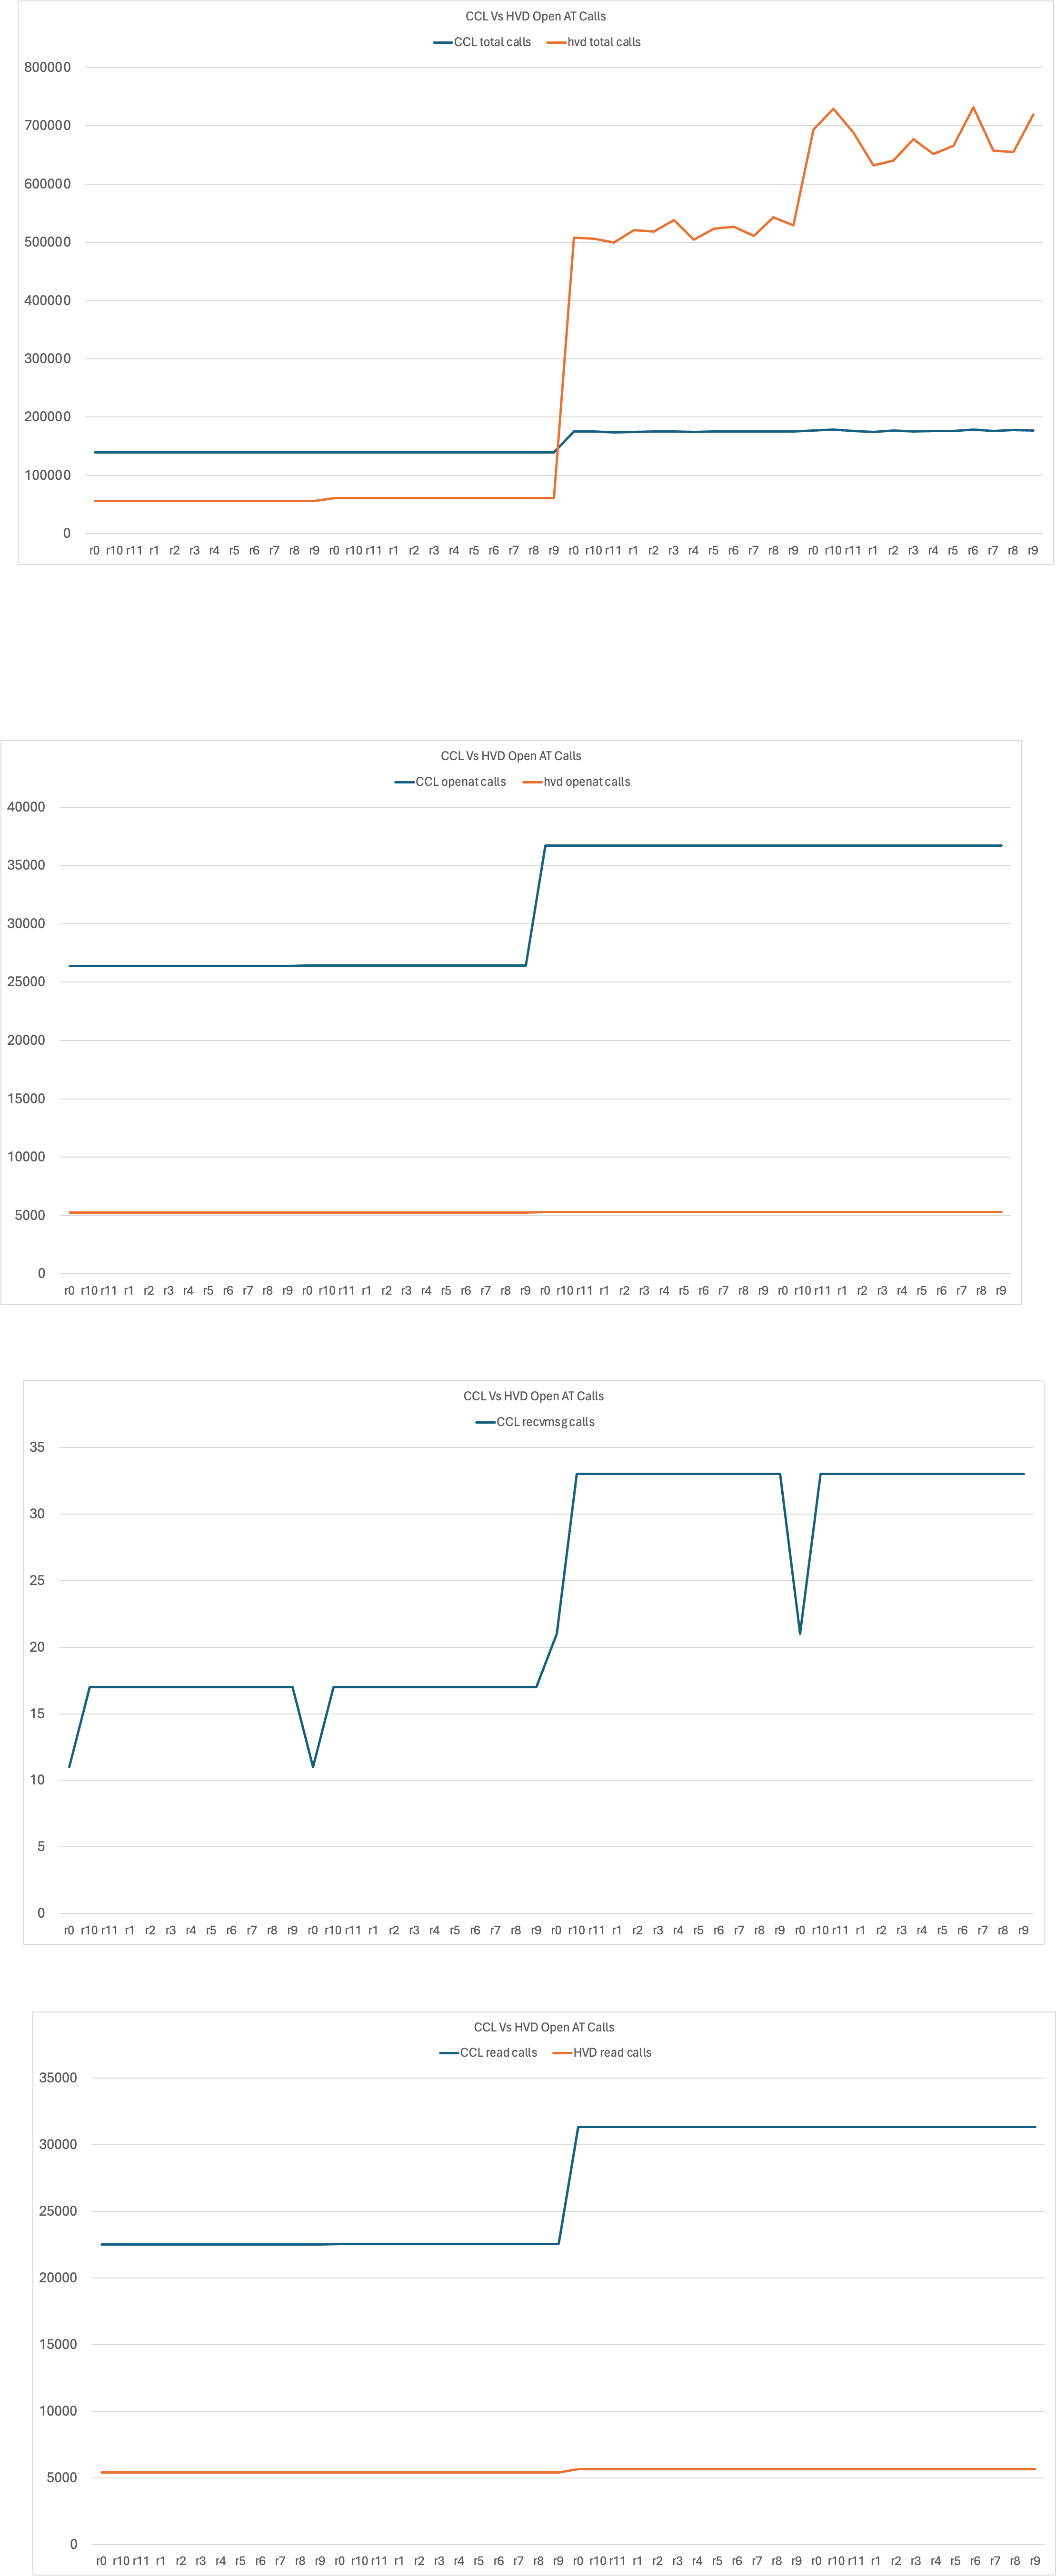 CCL Vs HVD Open AT Calls
CCL total calls hvd total calls
800000
700000
600000
500000
400000
300000
200000
100000
0
r0 r10 r11 r1 r2 r3 r4 r5 r6 r7 r8 r9 r0 r10 r11 r1 r2 r3 r4 r5 r6 r7 r8 r9 r0 r10 r11 r1 r2 r3 r4 r5 r6 r7 r8 r9 r0 r10 r11 r1 r2 r3 r4 r5 r6 r7 r8 r9
CCL Vs HVD Open AT Calls
CCL openat calls hvd openat calls
40000
35000
30000
25000
20000
15000
10000
5000
0
r0 r10 r11 r1 r2 r3 r4 r5 r6 r7 r8 r9 r0 r10 r11 r1 r2 r3 r4 r5 r6 r7 r8 r9 r0 r10 r11 r1 r2 r3 r4 r5 r6 r7 r8 r9 r0 r10 r11 r1 r2 r3 r4 r5 r6 r7 r8 r9
CCL Vs HVD Open AT Calls
CCL recvmsg calls
35
30
25
20
15
10
5
0
r0 r10 r11 r1 r2 r3 r4 r5 r6 r7 r8 r9 r0 r10 r11 r1 r2 r3 r4 r5 r6 r7 r8 r9 r0 r10 r11 r1 r2 r3 r4 r5 r6 r7 r8 r9 r0 r10 r11 r1 r2 r3 r4 r5 r6 r7 r8 r9
CCL Vs HVD Open AT Calls
CCL read calls HVD read calls
35000
30000
25000
20000
15000
10000
5000
0
r0 r10 r11 r1 r2 r3 r4 r5 r6 r7 r8 r9 r0 r10 r11 r1 r2 r3 r4 r5 r6 r7 r8 r9 r0 r10 r11 r1 r2 r3 r4 r5 r6 r7 r8 r9 r0 r10 r11 r1 r2 r3 r4 r5 r6 r7 r8 r9